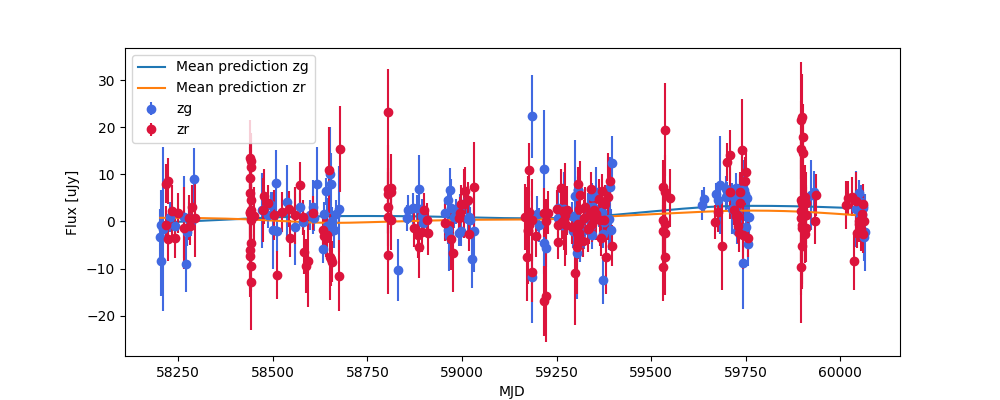 Mean prediction zg
Mean prediction zr
zg
zr
Flux [uJy]
30
20
10
0
−10
−20
58250
58500
58750
59000
59250
59500
59750
60000
MJD